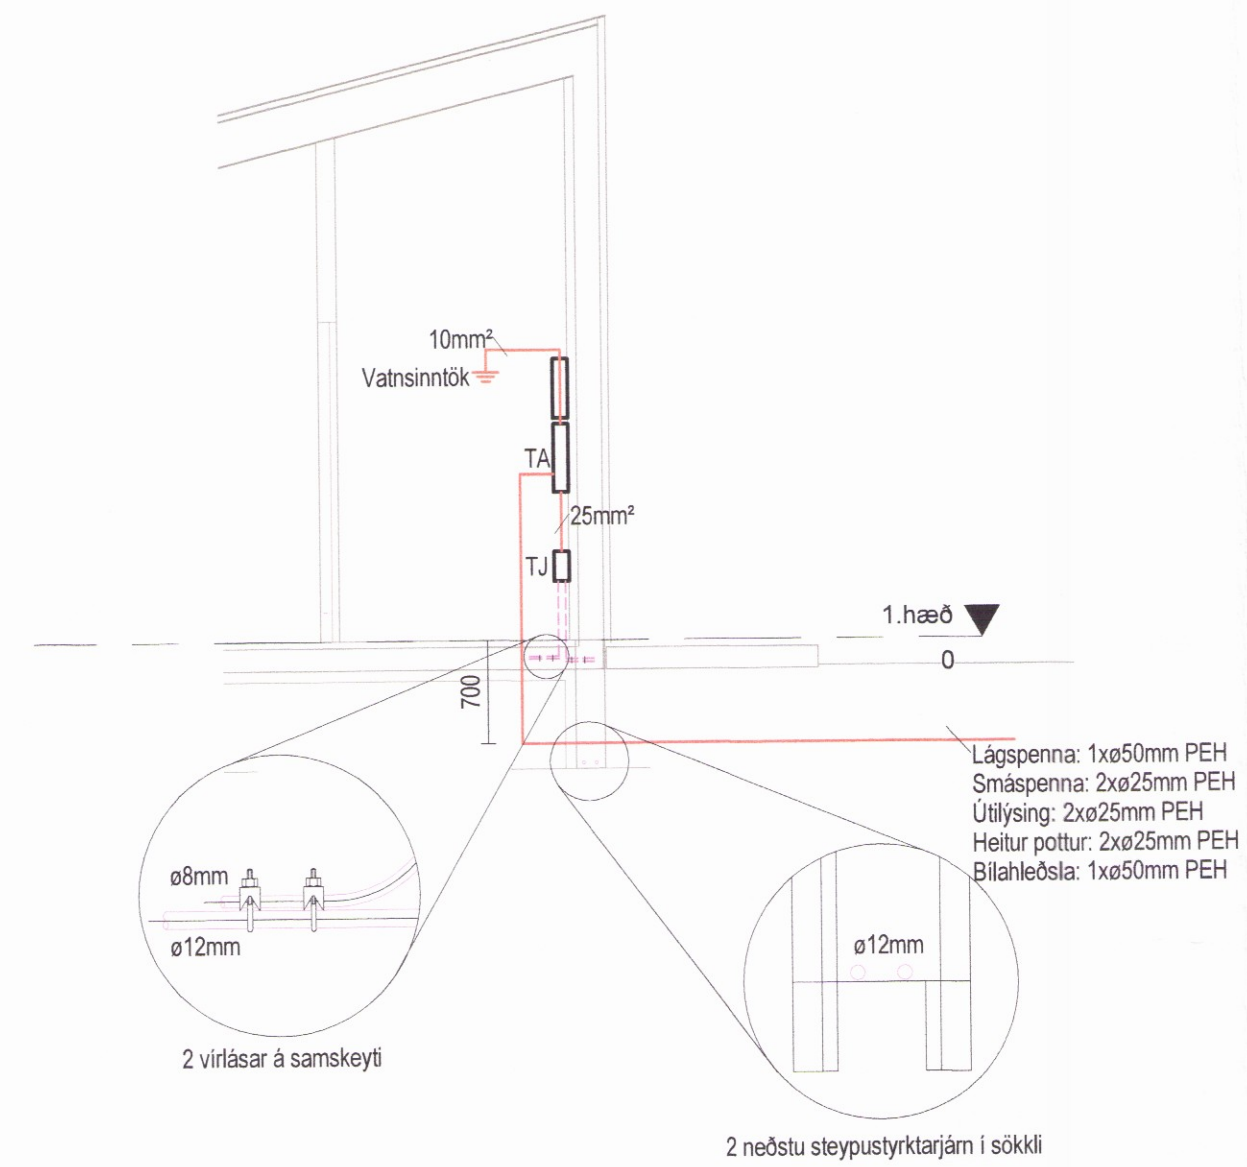 10mm²
Vatnsinntök
TA
25mm²
TJ
1.hæð
0
700
Lágspenna: 1xø50mm PEH
Smáspenna: 2xø25mm PEH
Útilýsing: 2xø25mm PEH
Heitur pottur: 2xø25mm PEH
Bílahleðsla: 1xø50mm PEH
ø8mm
ø12mm
ø12mm
2 vírlásar á samskeyti
2 neðstu steypustyrktarjárn í sökkli